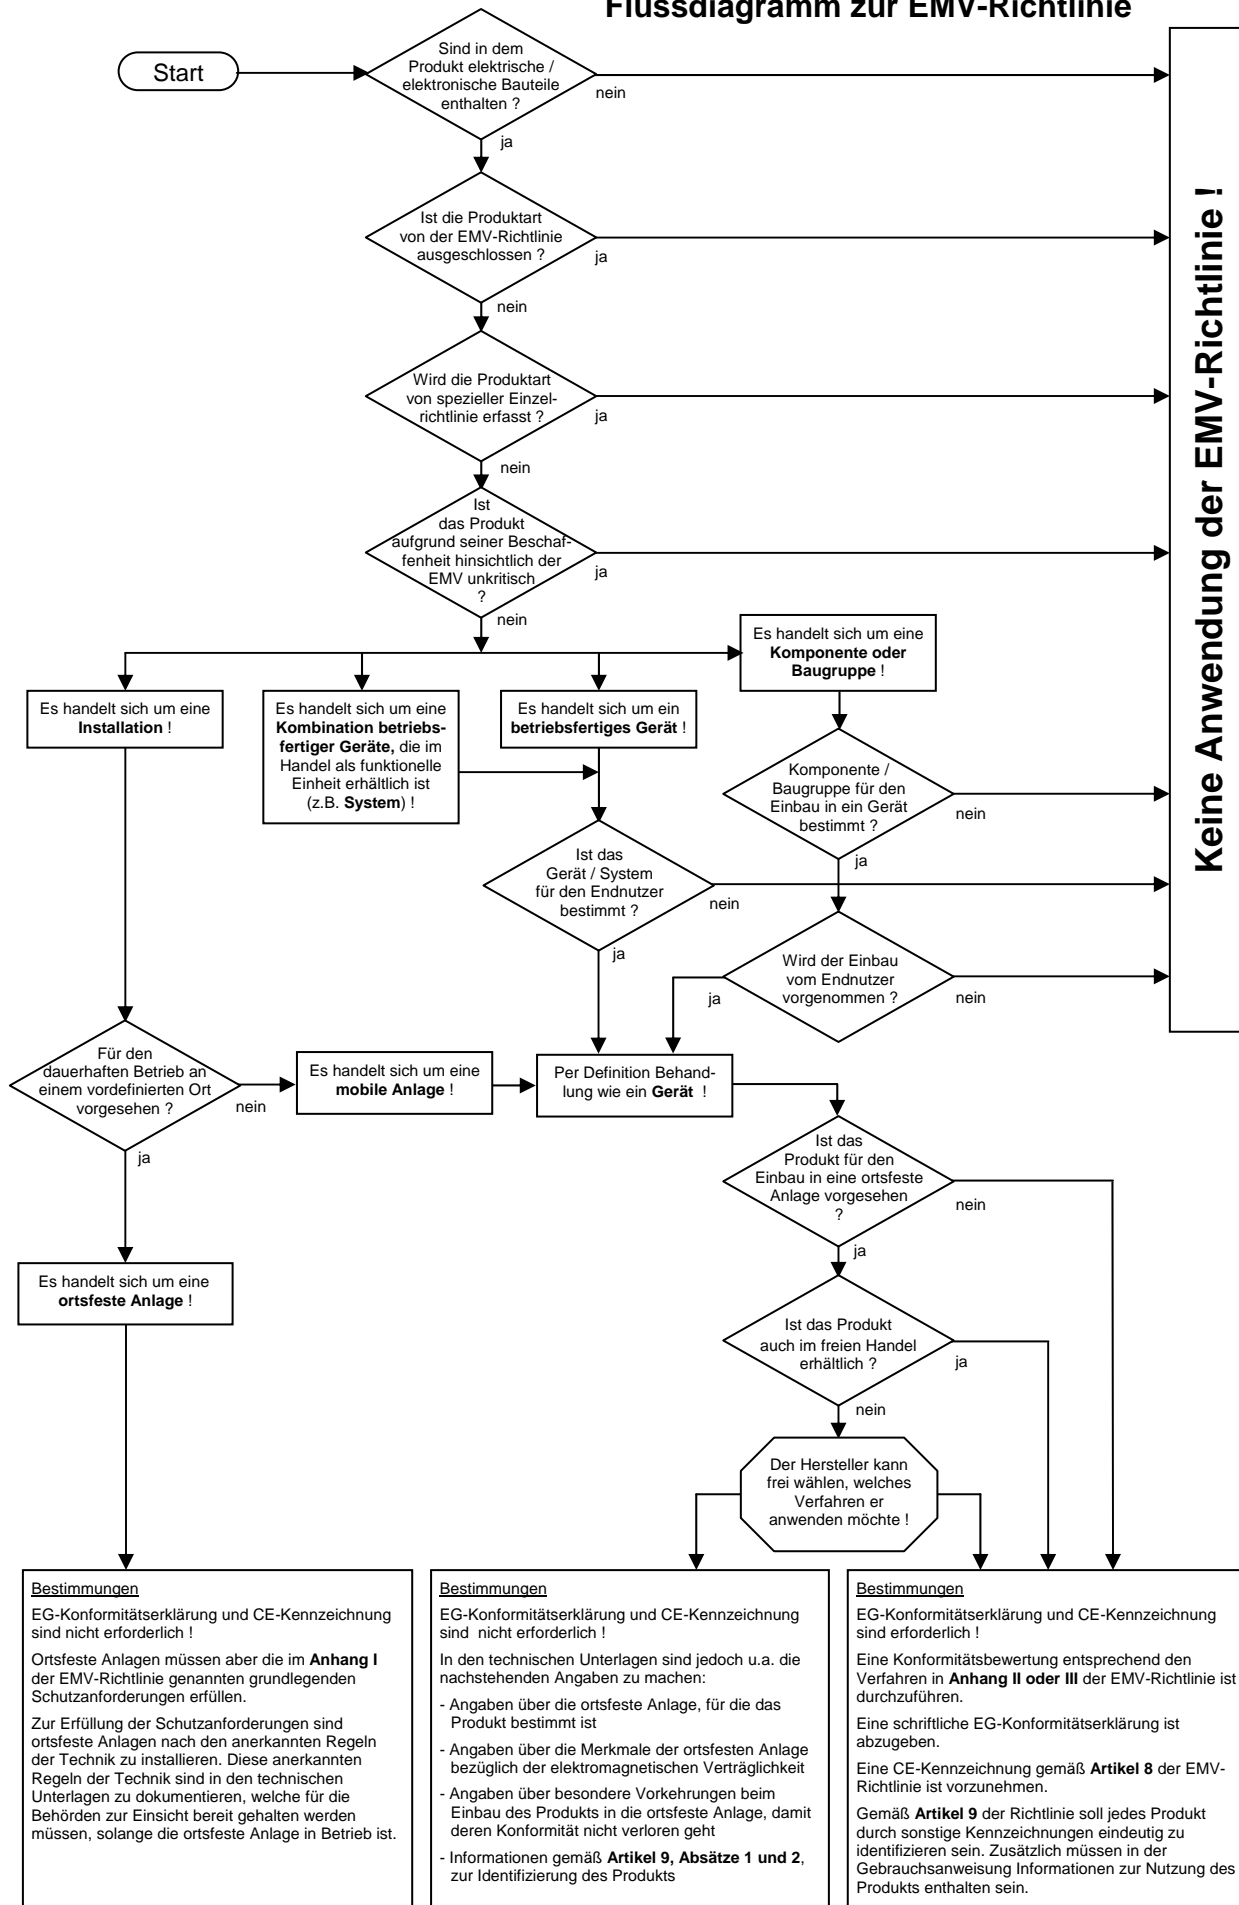 Flussdiagramm zur EMV-Richtlinie
Start
Sind in dem
Produkt elektrische /
elektronische Bauteile
enthalten ?
nein
ja
Ist die Produktart
von der EMV-Richtlinie
ausgeschlossen ?
ja
nein
Wird die Produktart
von spezieller Einzel-
richtlinie erfasst ?
ja
nein
Ist
das Produkt
aufgrund seiner Beschaf-
fenheit hinsichtlich der
EMV unkritisch
?
ja
nein
Keine Anwendung der EMV-Richtlinie !
Es handelt sich um eine
Installation !
Es handelt sich um eine
Kombination betriebs-
fertiger Geräte, die im
Handel als funktionelle
Einheit erhältlich ist
(z.B. System) !
Es handelt sich um ein
betriebsfertiges Gerät !
Es handelt sich um eine
Komponente oder
Baugruppe !
Komponente /
Baugruppe für den
Einbau in ein Gerät
bestimmt ?
nein
ja
Ist das
Gerät / System
für den Endnutzer
bestimmt ?
nein
ja
Wird der Einbau
vom Endnutzer
vorgenommen ?
ja
nein
Für den
dauerhaften Betrieb an
einem vordefinierten Ort
vorgesehen ?
nein
ja
Es handelt sich um eine
mobile Anlage !
Per Definition Behand-
lung wie ein Gerät !
Ist das
Produkt für den
Einbau in eine ortsfeste
Anlage vorgesehen
?
nein
ja
Es handelt sich um eine
ortsfeste Anlage !
Ist das Produkt
auch im freien Handel
erhältlich ?
ja
nein
Der Hersteller kann
frei wählen, welches
Verfahren er
anwenden möchte !
Bestimmungen
EG-Konformitätserklärung und CE-Kennzeichnung
sind nicht erforderlich !
Ortsfeste Anlagen müssen aber die im Anhang I
der EMV-Richtlinie genannten grundlegenden
Schutzanforderungen erfüllen.
Zur Erfüllung der Schutzanforderungen sind
ortsfeste Anlagen nach den anerkannten Regeln
der Technik zu installieren. Diese anerkannten
Regeln der Technik sind in den technischen
Unterlagen zu dokumentieren, welche für die
Behörden zur Einsicht bereit gehalten werden
müssen, solange die ortsfeste Anlage in Betrieb ist.
Bestimmungen
EG-Konformitätserklärung und CE-Kennzeichnung
sind nicht erforderlich !
In den technischen Unterlagen sind jedoch u.a. die
nachstehenden Angaben zu machen:
- Angaben über die ortsfeste Anlage, für die das
Produkt bestimmt ist
- Angaben über die Merkmale der ortsfesten Anlage
bezüglich der elektromagnetischen Verträglichkeit
- Angaben über besondere Vorkehrungen beim
Einbau des Produkts in die ortsfeste Anlage, damit
deren Konformität nicht verloren geht
- Informationen gemäß Artikel 9, Absätze 1 und 2,
zur Identifizierung des Produkts
Bestimmungen
EG-Konformitätserklärung und CE-Kennzeichnung
sind erforderlich !
Eine Konformitätsbewertung entsprechend den
Verfahren in Anhang II oder III der EMV-Richtlinie ist
durchzuführen.
Eine schriftliche EG-Konformitätserklärung ist
abzugeben.
Eine CE-Kennzeichnung gemäß Artikel 8 der EMV-
Richtlinie ist vorzunehmen.
Gemäß Artikel 9 der Richtlinie soll jedes Produkt
durch sonstige Kennzeichnungen eindeutig zu
identifizieren sein. Zusätzlich müssen in der
Gebrauchsanweisung Informationen zur Nutzung des
Produkts enthalten sein.